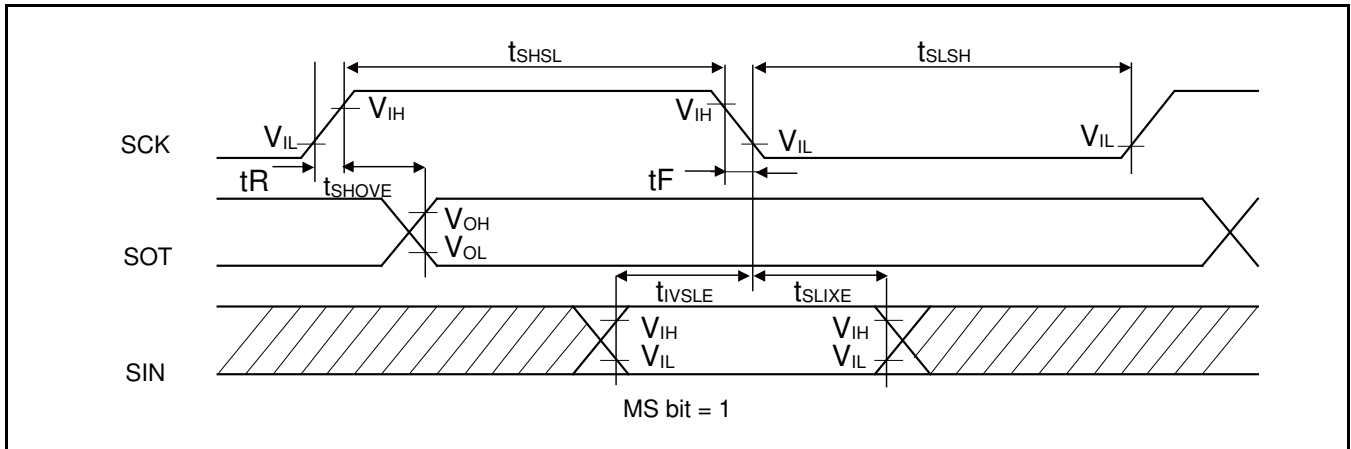 tSHSL
tSLSH
SCK
VIL
VIH
VIH
VIL
VIL
tR
tSHOVE
tF
SOT
VOH
VOL
tIVSLE
tSLIXE
SIN
VIH
VIL
VIH
VIL
MS bit = 1